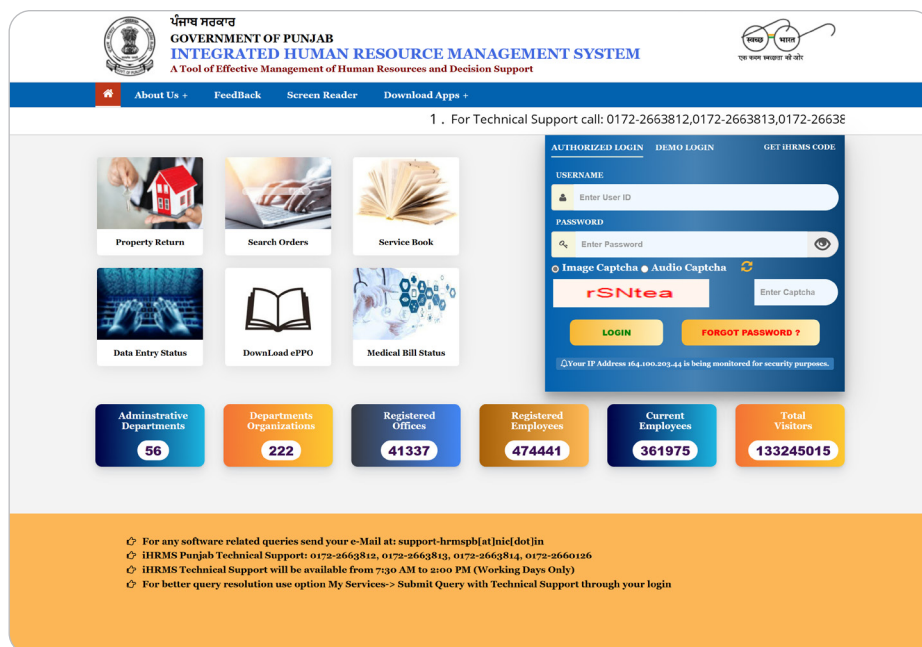 ਪੰਜਾਬ ਸਰਕਾਰ
GOVERNMENT OF PUNJAB
INTEGRATED HUMAN RESOURCE MANAGEMENT SYSTEM
A Tool of Effective Management of Human Resources and Decision Support
स्वच्छ भारत
एक कदम स्वच्छता की ओर
About Us + FeedBack Screen Reader Download Apps +
1 . For Technical Support call: 0172-2663812,0172-2663813,0172-26638
AUTHORIZED LOGIN DEMO LOGIN GET iHRMS CODE
USERNAME
Enter User ID
PASSWORD
Enter Password
Image Captcha Audio Captcha
rSNtea
Enter Captcha
LOGIN FORGOT PASSWORD ?
Your IP Address 164.100.203.44 is being monitored for security purposes.
Property Return Search Orders Service Book
Data Entry Status DownLoad ePPO Medical Bill Status
Adminstrative Departments 56
Departments Organizations 222
Registered Offices 41337
Registered Employees 474441
Current Employees 361975
Total Visitors 133245015
For any software related queries send your e-Mail at: support-hrmspb[at]nic[dot]in
iHRMS Punjab Technical Support: 0172-2663812, 0172-2663813, 0172-2663814, 0172-2660126
iHRMS Technical Support will be available from 7:30 AM to 2:00 PM (Working Days Only)
For better query resolution use option My Services-> Submit Query with Technical Support through your login